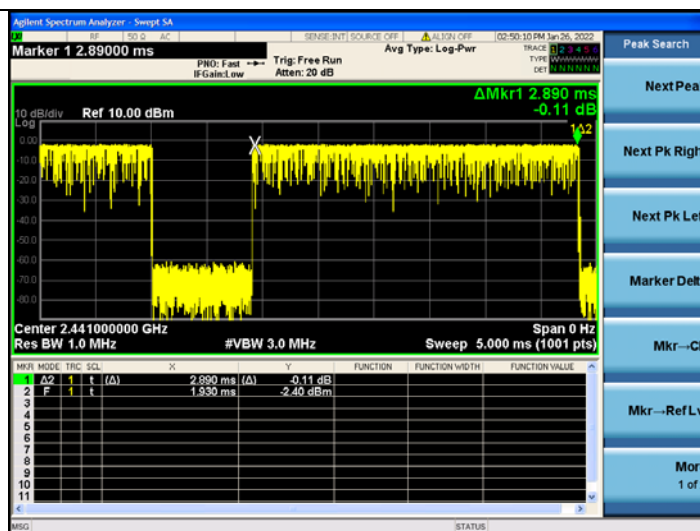 Agilent Spectrum Analyzer - Swept SA
RF 50 Ω AC SENSE:INT SOURCE OFF ALIGN OFF 02:50:10 PM Jan 26, 2022
Marker 1 2.89000 ms
PNO: Fast
IFGain:Low
Trig: Free Run
Atten: 20 dB
Avg Type: Log-Pwr
TRACE 1 2 3 4 5 6
TYPE
DET N N N N N N
Peak Search
ΔMkr1 2.890 ms
-0.11 dB
10 dB/div
Log
Ref 10.00 dBm
1Δ2
X
0.00
-10.0
-20.0
-30.0
-40.0
-50.0
-60.0
-70.0
-80.0
Center 2.441000000 GHz
Span 0 Hz
Res BW 1.0 MHz
#VBW 3.0 MHz
Sweep 5.000 ms (1001 pts)
MKR MODE TRC SCL X Y FUNCTION FUNCTION WIDTH FUNCTION VALUE
1 Δ2 1 t (Δ) 2.890 ms (Δ) -0.11 dB
2 F 1 t 1.930 ms -2.40 dBm
3
4
5
6
7
8
9
10
11
MSG
STATUS
Next Pea
Next Pk Righ
Next Pk Lef
Marker Delt
Mkr→C
Mkr→Ref Lv
Mor
1 of